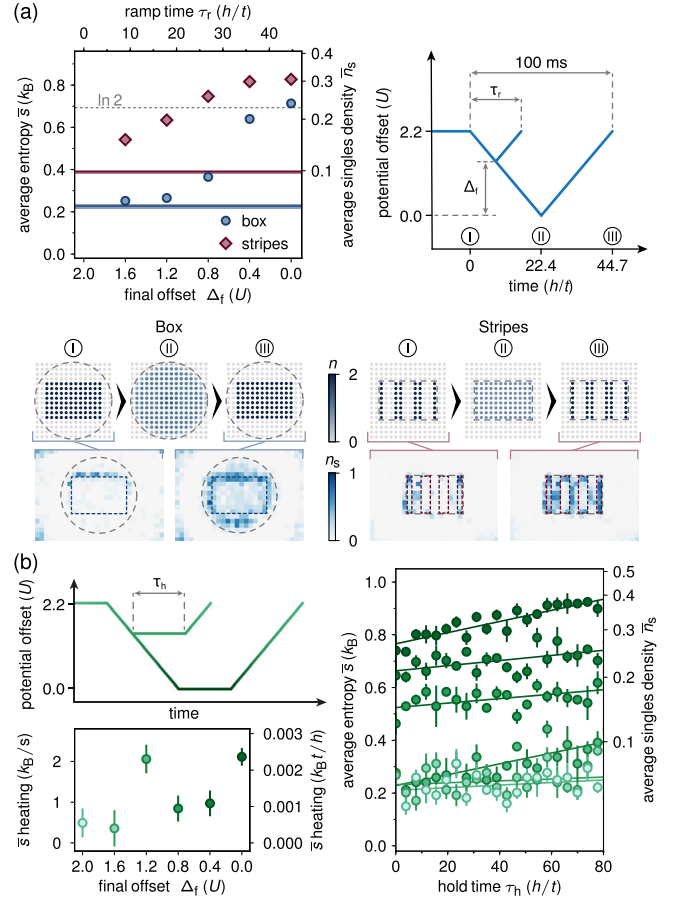 (a)
ramp time τr (h/t)
0 10 20 30 40
0.8
0.6
0.4
0.2
0.0
average entropy s̅ (kB)
ln 2
box
stripes
0.4
0.3
0.2
0.1
average singles density n̅s
2.0 1.6 1.2 0.8 0.4 0.0
final offset Δf (U)
100 ms
τr
2.2
Δf
0.0
potential offset (U)
I II III
0 22.4 44.7
time (h/t)
Box
I II III
n
2
0
ns
1
0
Stripes
I II III
(b)
τh
2.2
0.0
potential offset (U)
time
2
1
0
s̅ heating (kB/s)
0.003
0.002
0.001
0.000
s̅ heating (kBt/h)
2.0 1.6 1.2 0.8 0.4 0.0
final offset Δf (U)
1.0
0.8
0.6
0.4
0.2
0.0
average entropy s̅ (kB)
0.5
0.4
0.3
0.2
0.1
average singles density n̅s
0 20 40 60 80
hold time τh (h/t)